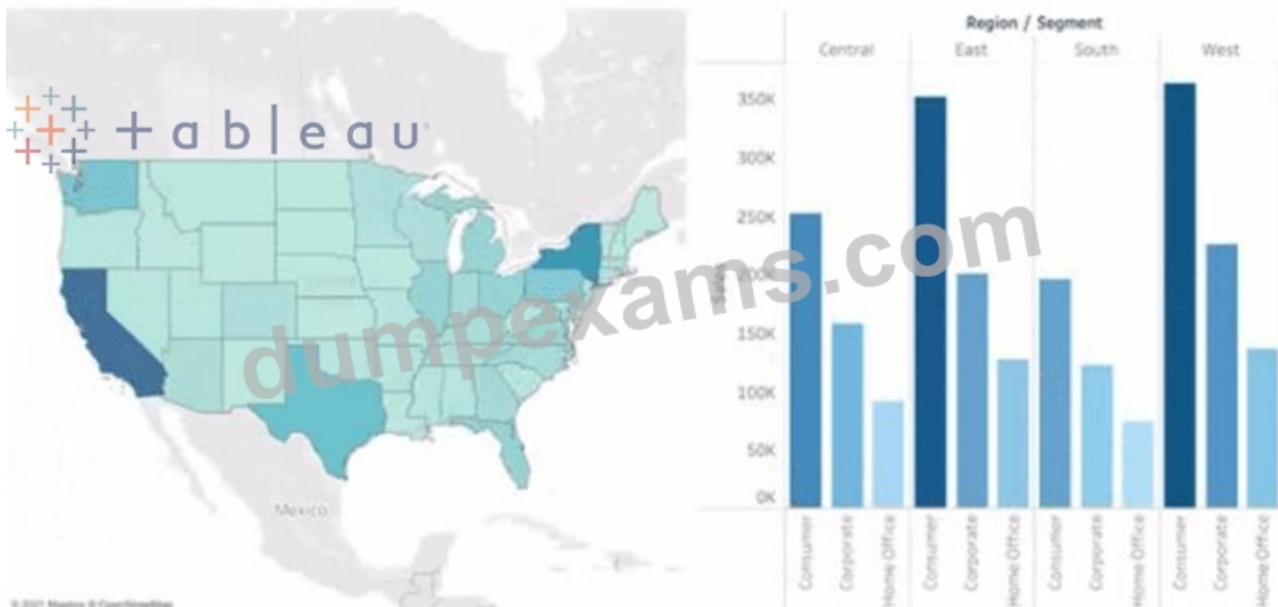 + a b | e a u
Mexico
dumpexams.com
Region / Segment
Central East South West
350K
300K
250K
200K
150K
100K
50K
0K
Consumer
Corporate
Home Office
Consumer
Corporate
Home Office
Consumer
Corporate
Home Office
Consumer
Corporate
Home Office